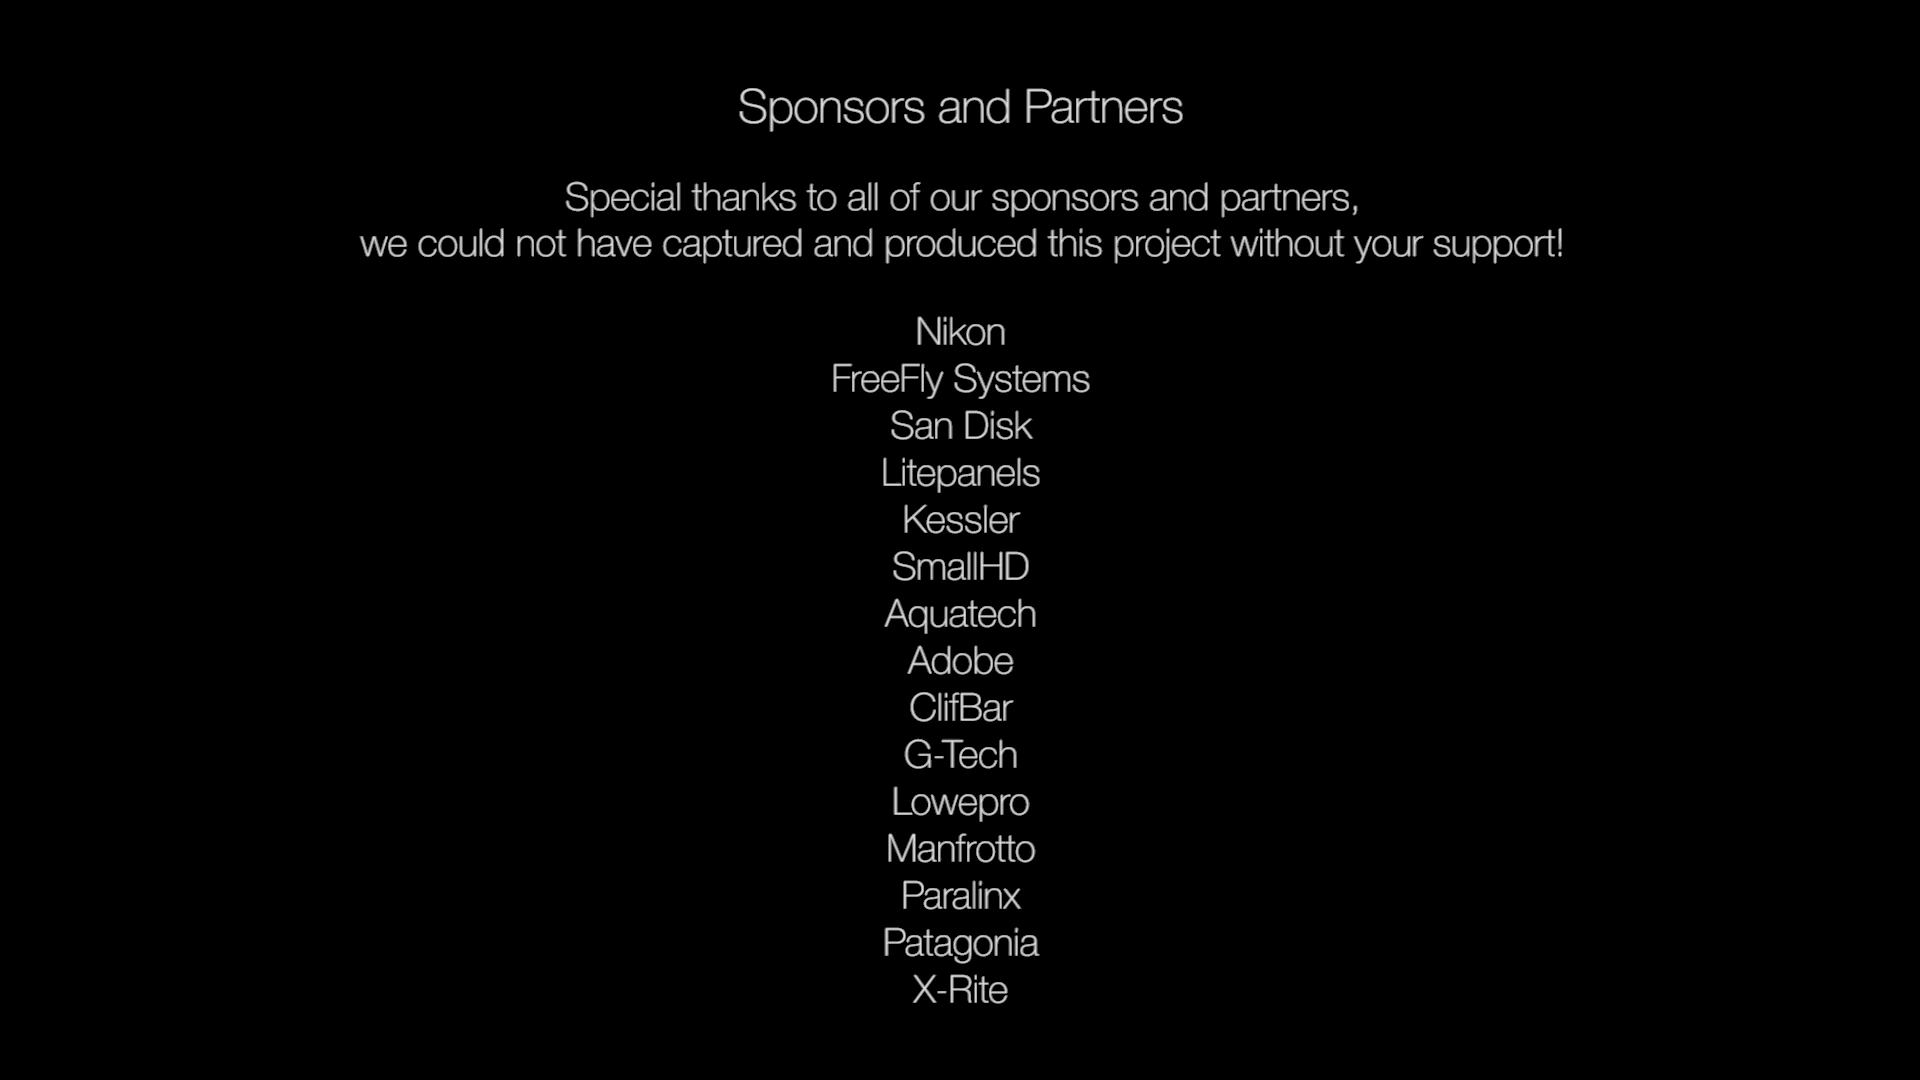 Sponsors and Partners
Special thanks to all of our sponsors and partners,
we could not have captured and produced this project without your support!
Nikon
FreeFly Systems
San Disk
Litepanels
Kessler
SmallHD
Aquatech
Adobe
ClifBar
G-Tech
Lowepro
Manfrotto
Paralinx
Patagonia
X-Rite